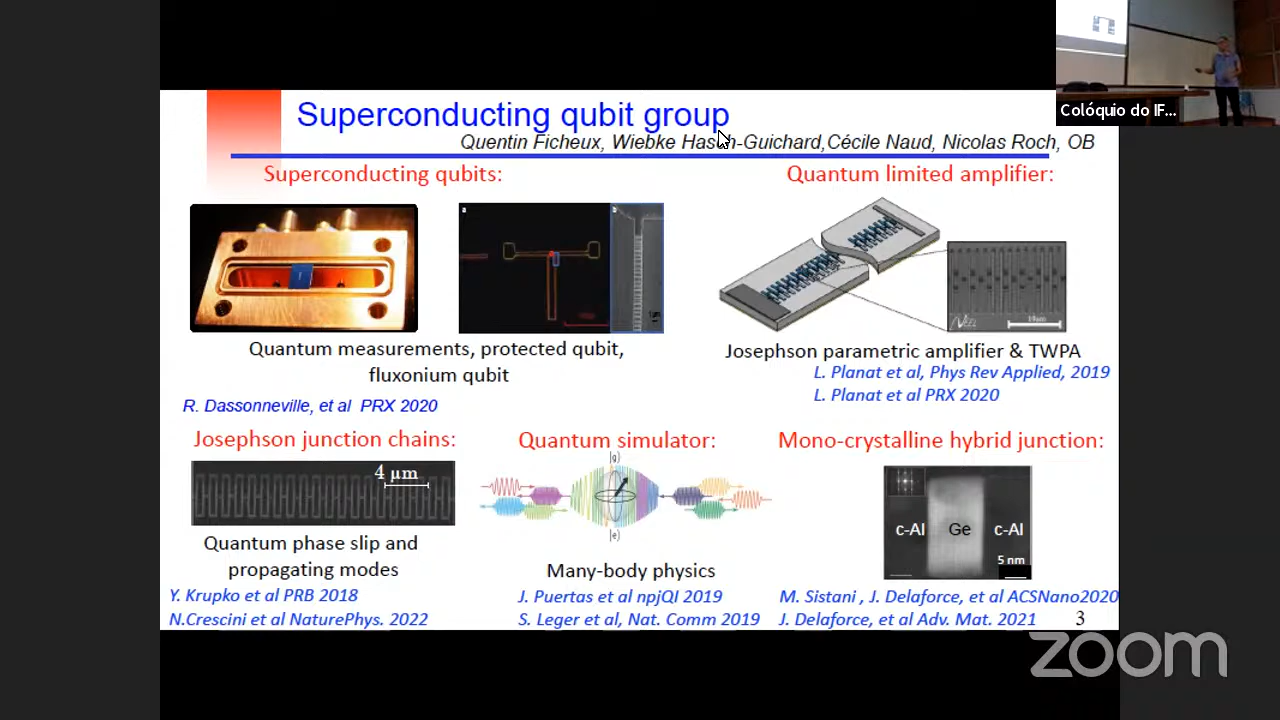 Superconducting qubit group
Quentin Ficheux, Wiebke Hasch-Guichard,Cécile Naud, Nicolas Roch, OB
Colóquio do IF...
Superconducting qubits:
Quantum limited amplifier:
a
b
NÉEL
10μm
Quantum measurements, protected qubit,
fluxonium qubit
Josephson parametric amplifier & TWPA
L. Planat et al, Phys Rev Applied, 2019
L. Planat et al PRX 2020
R. Dassonneville, et al PRX 2020
Josephson junction chains:
Quantum simulator:
Mono-crystalline hybrid junction:
4 μm
|g⟩
|e⟩
c-Al
Ge
c-Al
5 nm
Quantum phase slip and
propagating modes
Many-body physics
Y. Krupko et al PRB 2018
N.Crescini et al NaturePhys. 2022
J. Puertas et al npjQI 2019
S. Leger et al, Nat. Comm 2019
M. Sistani , J. Delaforce, et al ACSNano2020
J. Delaforce, et al Adv. Mat. 2021
3
zoom